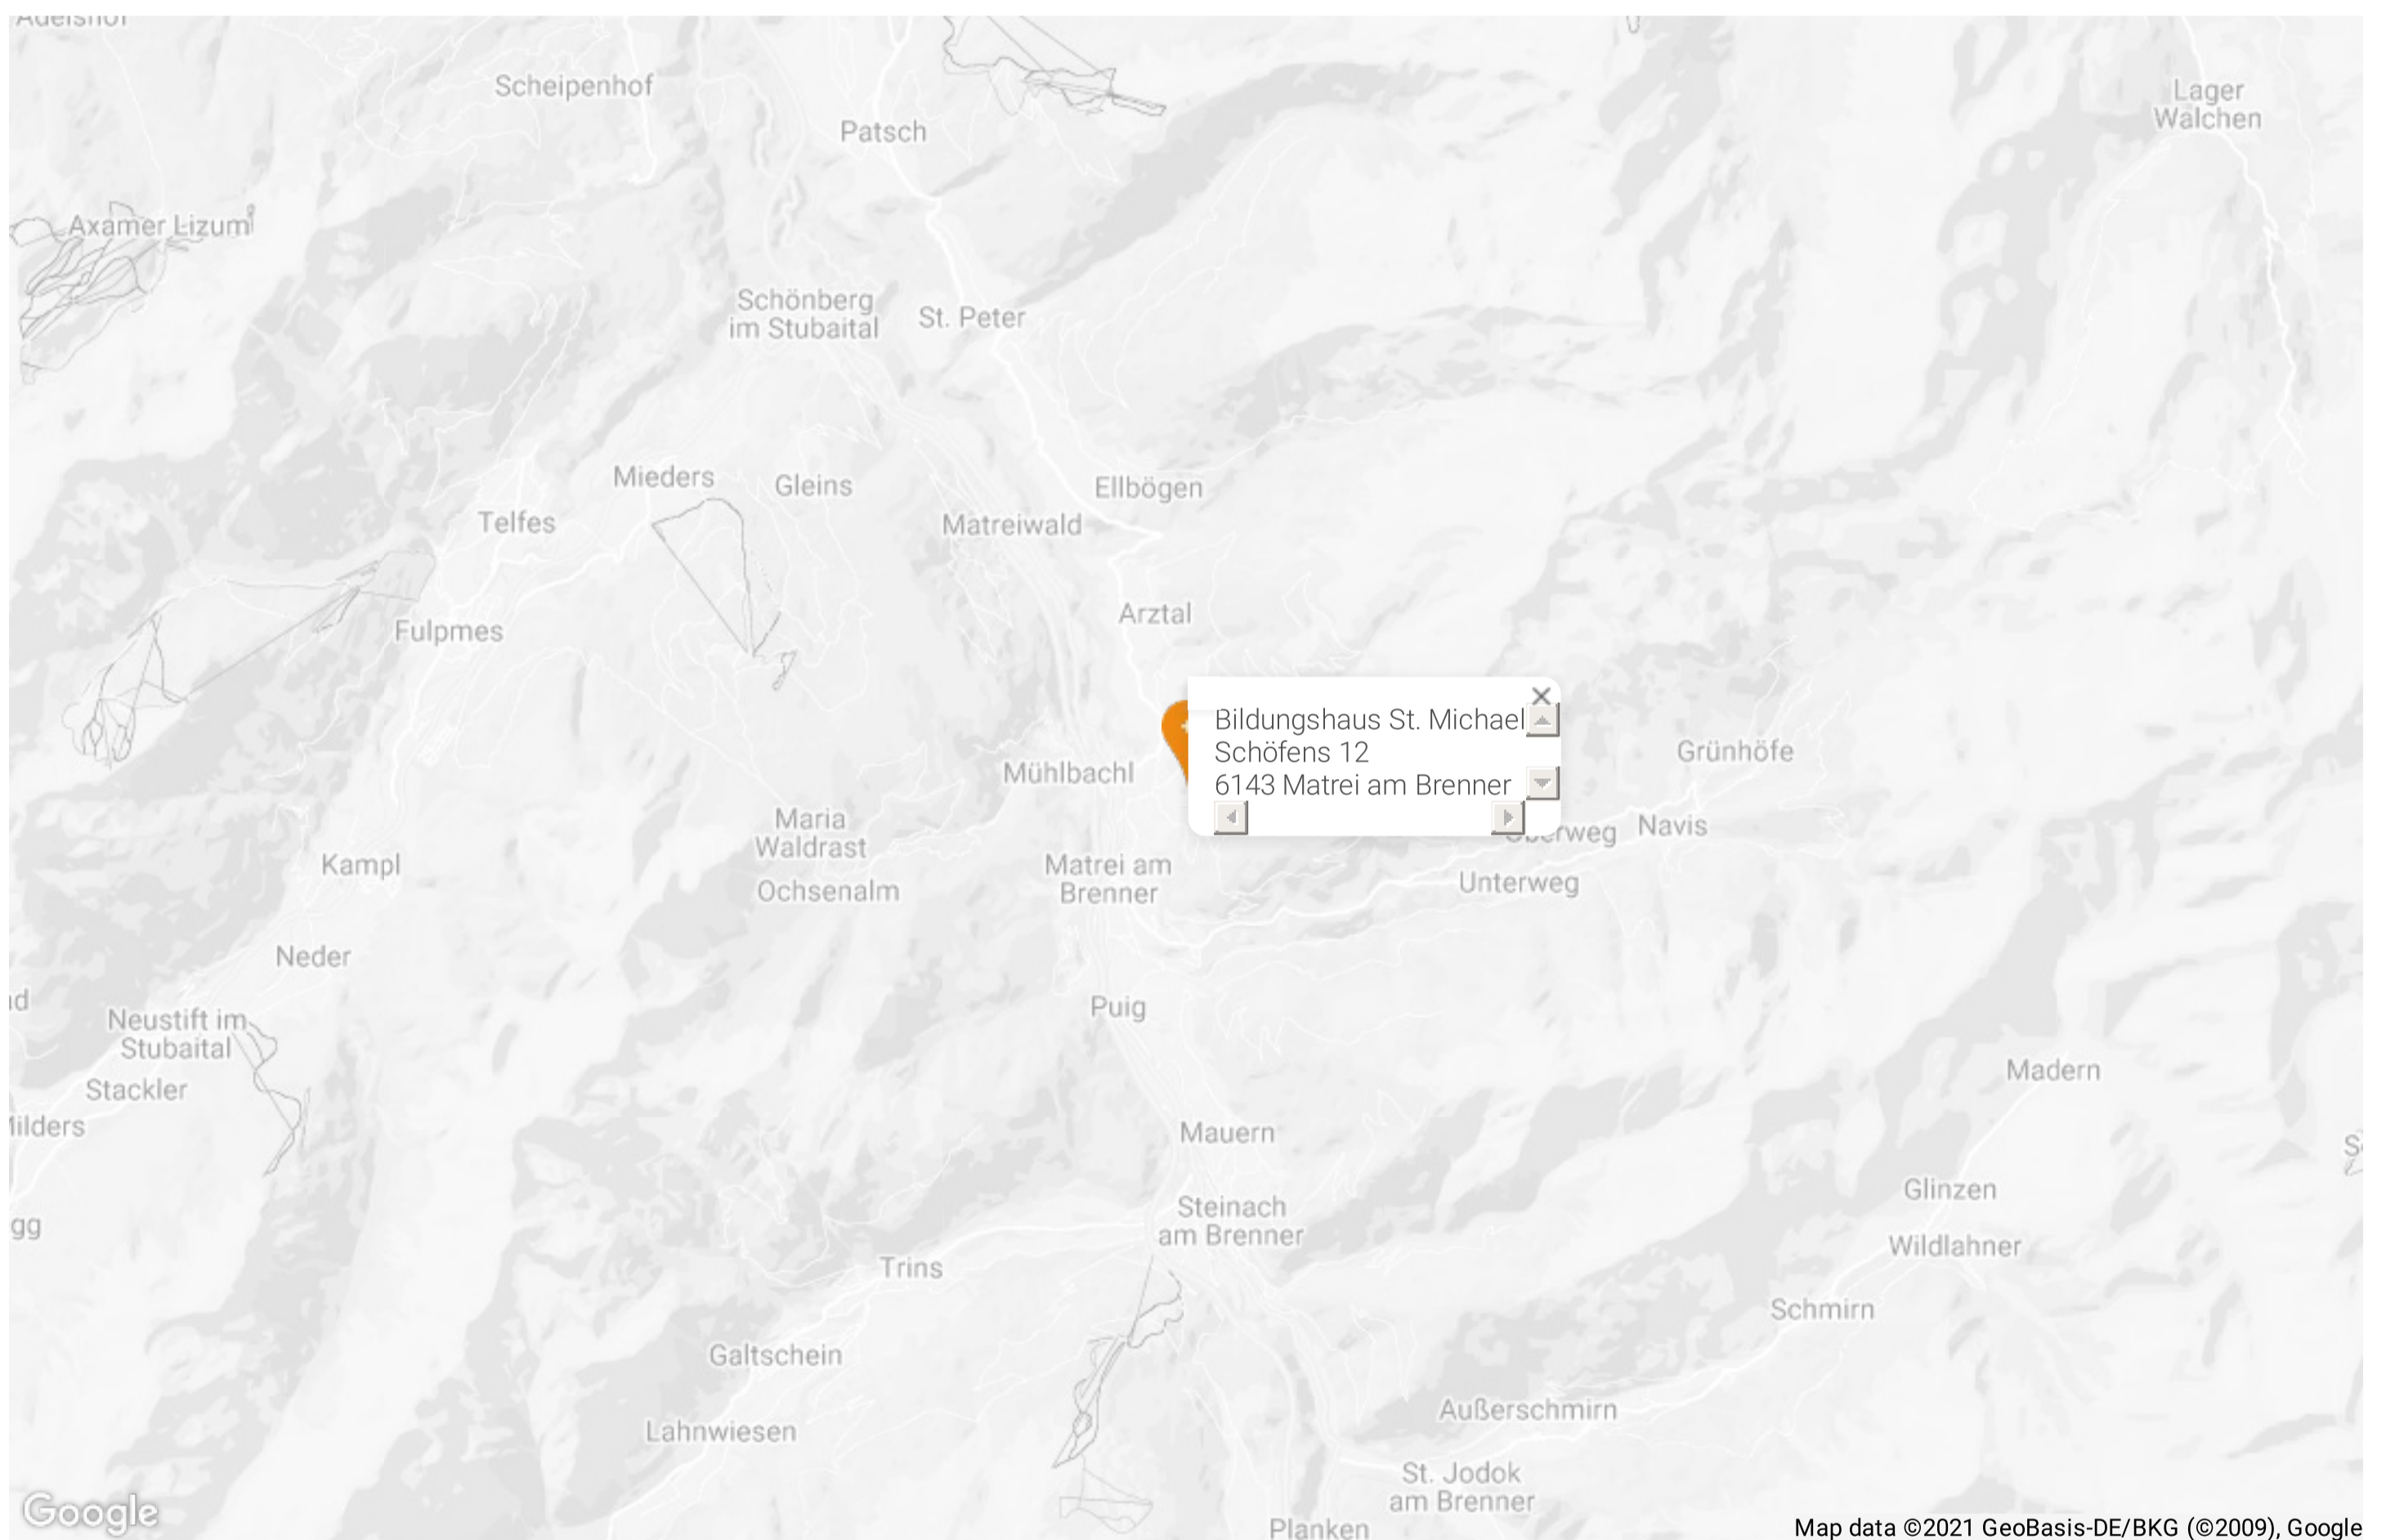 Scheipenhof
Lager
Walchen
Patsch
Axamer Lizum
Schönberg
im Stubaital
St. Peter
Mieders
Gleins
Ellbögen
Telfes
Matreiwald
Arztal
Fulpmes
Bildungshaus St. Michael
Schöfens 12
6143 Matrei am Brenner
Grünhöfe
Mühlbachl
Maria
Waldrast
Oberweg
Navis
Kampl
Matrei am
Brenner
Ochsenalm
Unterweg
Neder
Puig
Neustift im
Stubaital
Stackler
Madern
Mauern
Glinzen
Steinach
am Brenner
Wildlahner
Trins
Schmirn
Galtschein
Außerschmirn
Lahnwiesen
St. Jodok
am Brenner
Planken
Google
Map data ©2021 GeoBasis-DE/BKG (©2009), Google